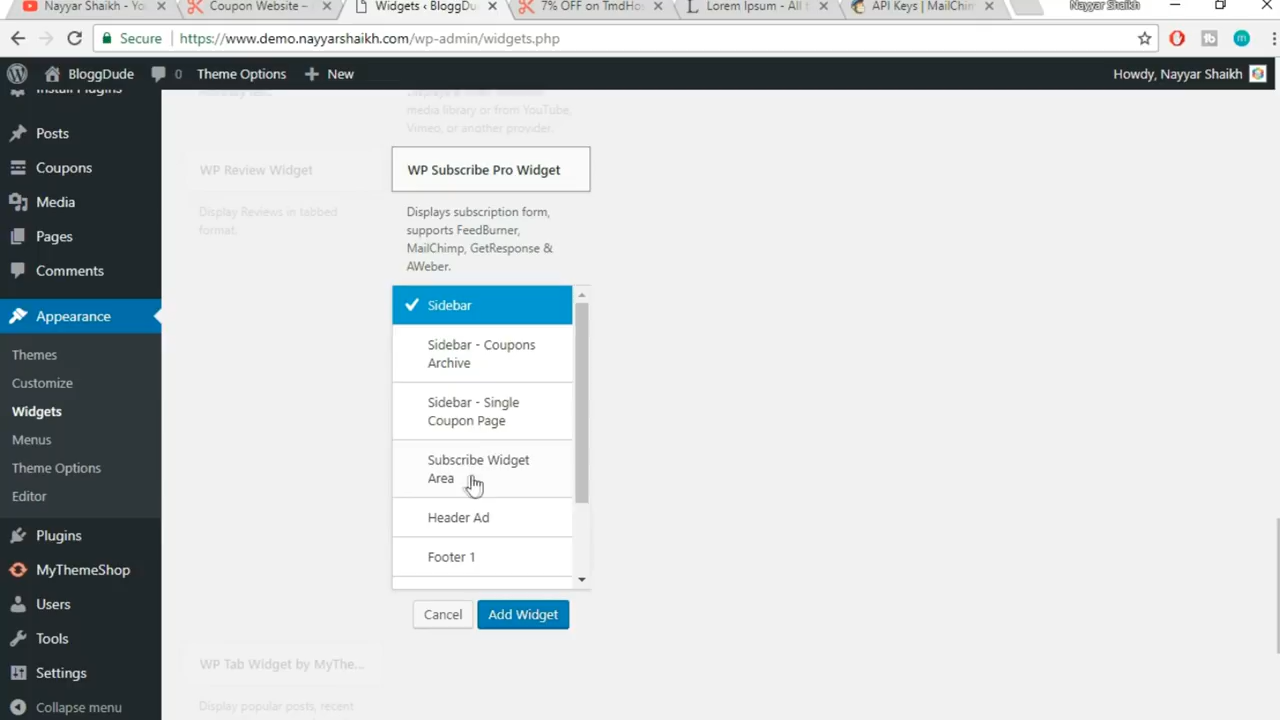 Nayyar Shaikh - Yo
Coupon Website –
Widgets ‹ BloggDu
7% OFF on TmdHos
Lorem Ipsum - All t
API Keys | MailChim
Nayyar Shaikh
Secure
https://www.demo.nayyarshaikh.com/wp-admin/widgets.php
BloggDude
0
Theme Options
New
Howdy, Nayyar Shaikh
Install Plugins
Posts
Coupons
Media
Pages
Comments
Appearance
Themes
Customize
Widgets
Menus
Theme Options
Editor
Plugins
MyThemeShop
Users
Tools
Settings
Collapse menu
media library or from YouTube,
Vimeo, or another provider.
WP Review Widget
Display Reviews in tabbed
format.
WP Subscribe Pro Widget
Displays subscription form,
supports FeedBurner,
MailChimp, GetResponse &
AWeber.
Sidebar
Sidebar - Coupons
Archive
Sidebar - Single
Coupon Page
Subscribe Widget
Area
Header Ad
Footer 1
Cancel
Add Widget
WP Tab Widget by MyThe...
Display popular posts, recent